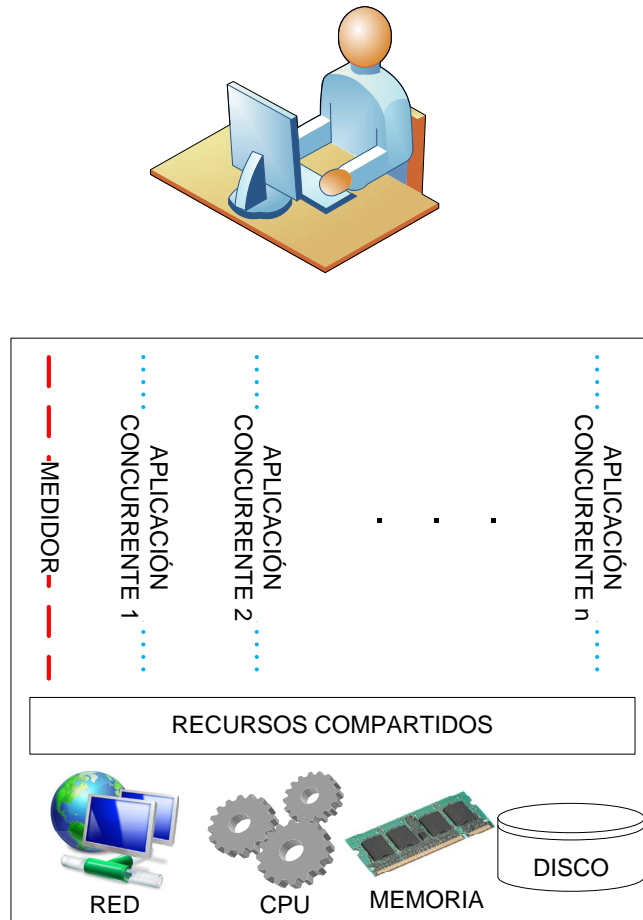 MEDIDOR
APLICACIÓN
CONCURRENTE 1
APLICACIÓN
CONCURRENTE 2
. . .
APLICACIÓN
CONCURRENTE n
RECURSOS COMPARTIDOS
RED
CPU
MEMORIA
DISCO